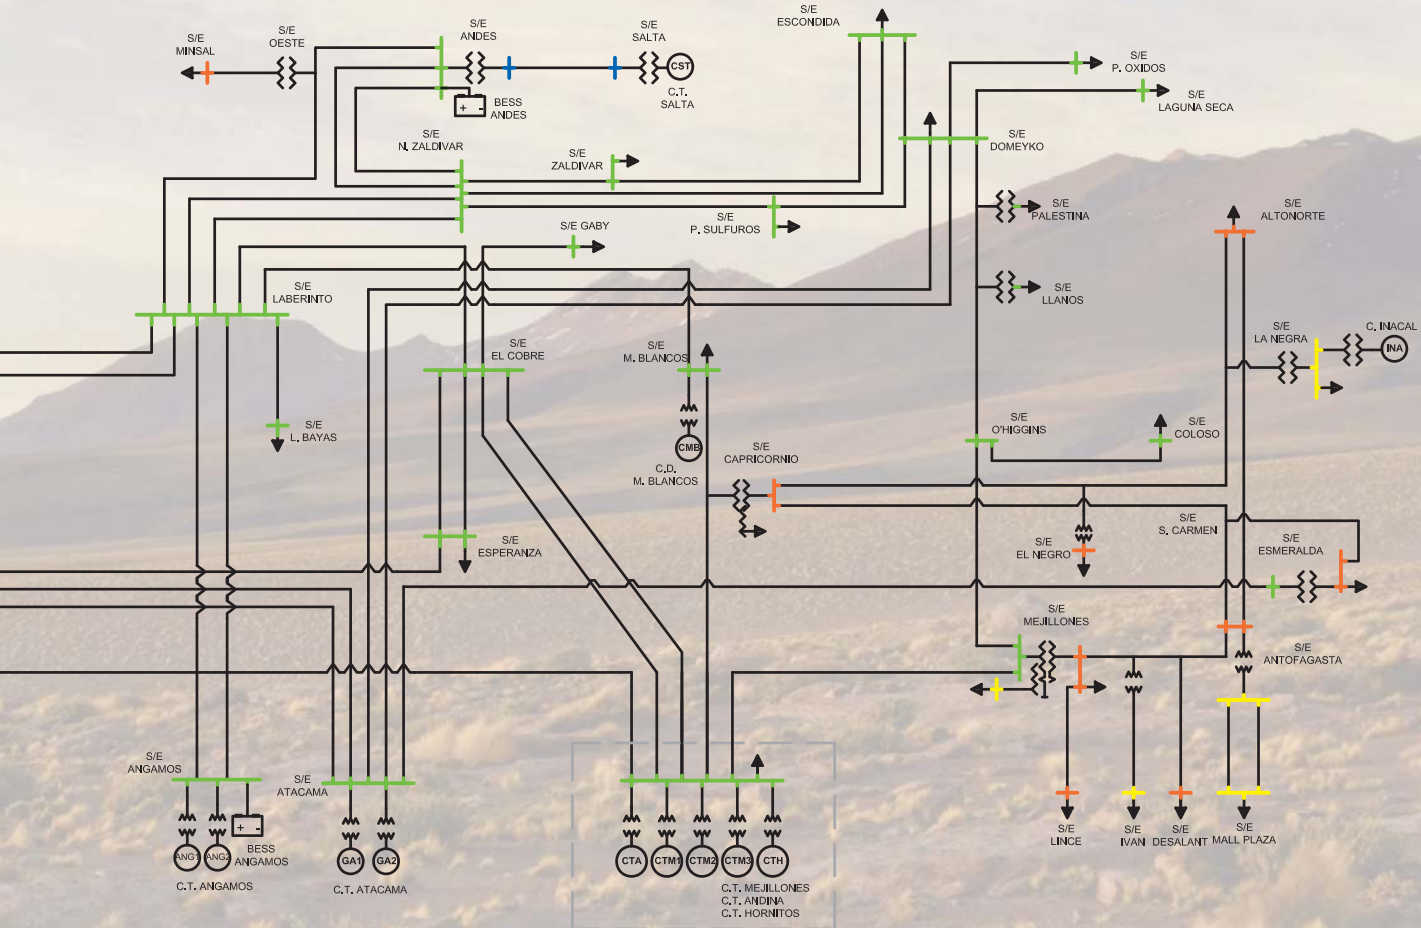 S/E
MINSAL
S/E
OESTE
S/E
ANDES
S/E
SALTA
CST
C.T.
SALTA
BESS
ANDES
+ -
S/E
ESCONDIDA
S/E
P. OXIDOS
S/E
LAGUNA SECA
S/E
N. ZALDIVAR
S/E
ZALDIVAR
S/E
DOMEYKO
S/E
P. SULFUROS
S/E GABY
S/E
PALESTINA
S/E
ALTONORTE
S/E
LLANOS
S/E
LABERINTO
S/E
EL COBRE
S/E
M. BLANCOS
S/E
LA NEGRA
C. INACAL
INA
S/E
L. BAYAS
CMB
C.D.
M. BLANCOS
S/E
CAPRICORNIO
S/E
O'HIGGINS
S/E
COLOSO
S/E
ESPERANZA
S/E
EL NEGRO
S/E
S. CARMEN
S/E
ESMERALDA
S/E
MEJILLONES
S/E
ANTOFAGASTA
S/E
ANGAMOS
S/E
ATACAMA
ANG1
ANG2
+ -
BESS
ANGAMOS
C.T. ANGAMOS
GA1
GA2
C.T. ATACAMA
CTA
CTM1
CTM2
CTM3
CTH
C.T. MEJILLONES
C.T. ANDINA
C.T. HORNITOS
S/E
LINCE
S/E
IVAN
S/E
DESALANT
S/E
MALL PLAZA